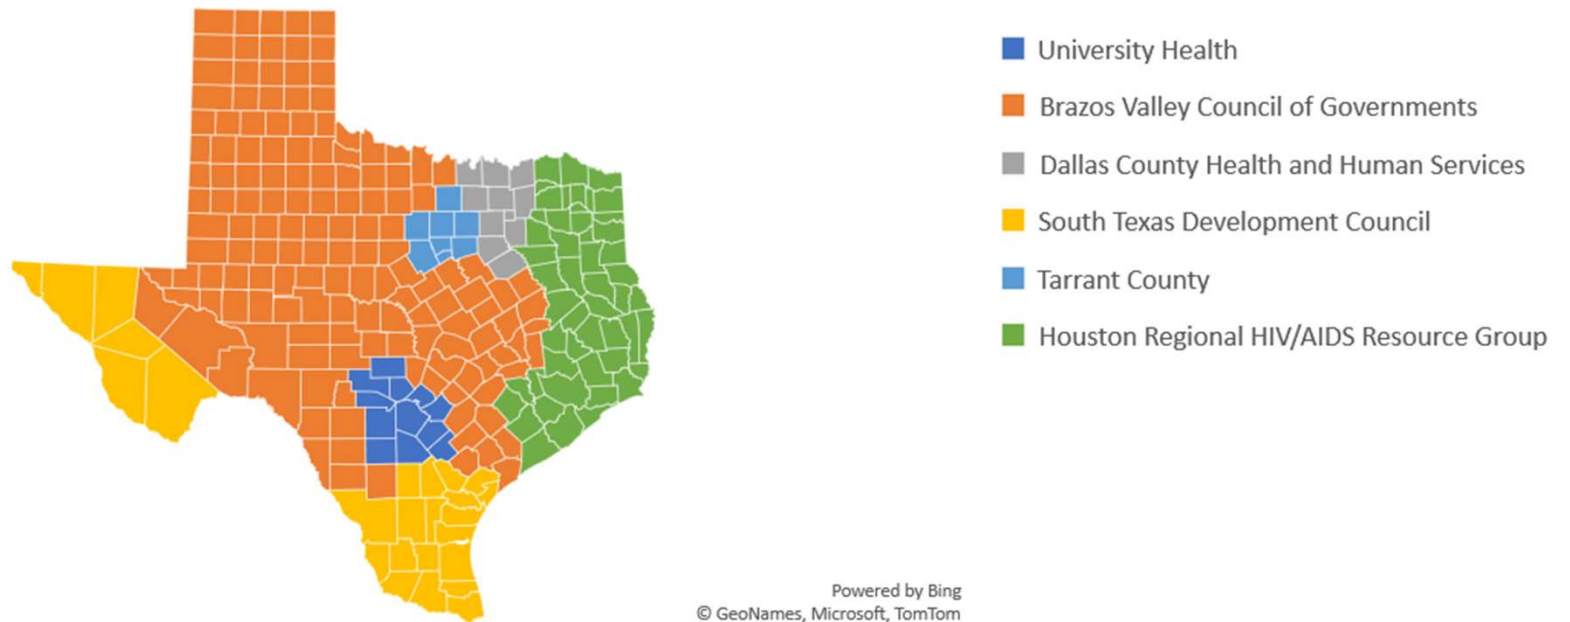 University Health
Brazos Valley Council of Governments
Dallas County Health and Human Services
South Texas Development Council
Tarrant County
Houston Regional HIV/AIDS Resource Group
Powered by Bing
© GeoNames, Microsoft, TomTom